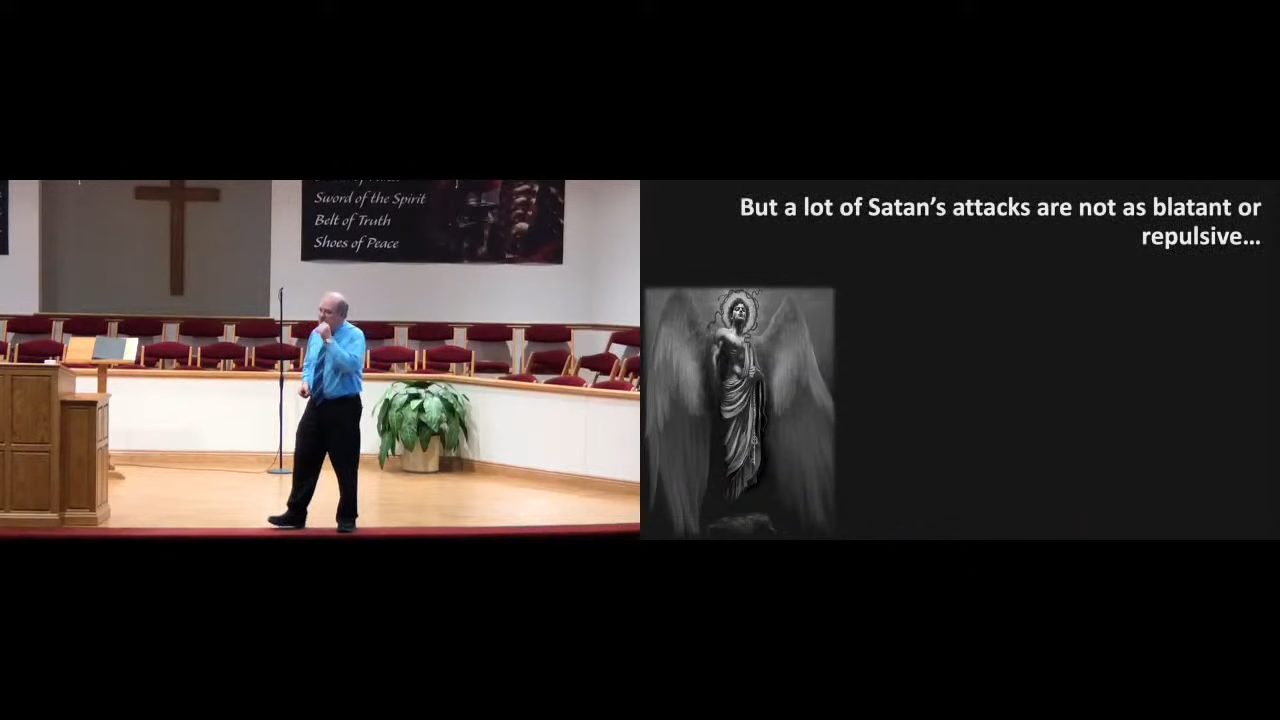 Sword of the Spirit
Belt of Truth
Shoes of Peace
But a lot of Satan's attacks are not as blatant or
repulsive...